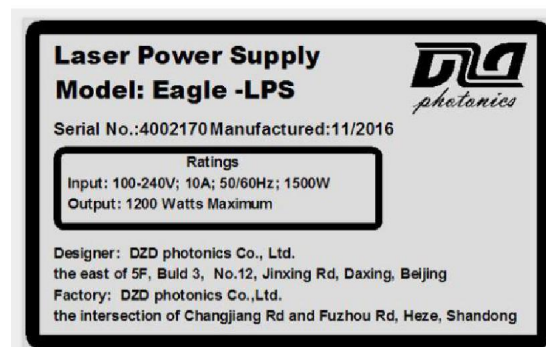 Laser Power Supply
Model: Eagle -LPS
DZD
photonics
Serial No.:4002170 Manufactured:11/2016
Ratings
Input: 100-240V; 10A; 50/60Hz; 1500W
Output: 1200 Watts Maximum
Designer: DZD photonics Co., Ltd.
the east of 5F, Buld 3, No.12, Jinxing Rd, Daxing, Beijing
Factory: DZD photonics Co.,Ltd.
the intersection of Changjiang Rd and Fuzhou Rd, Heze, Shandong